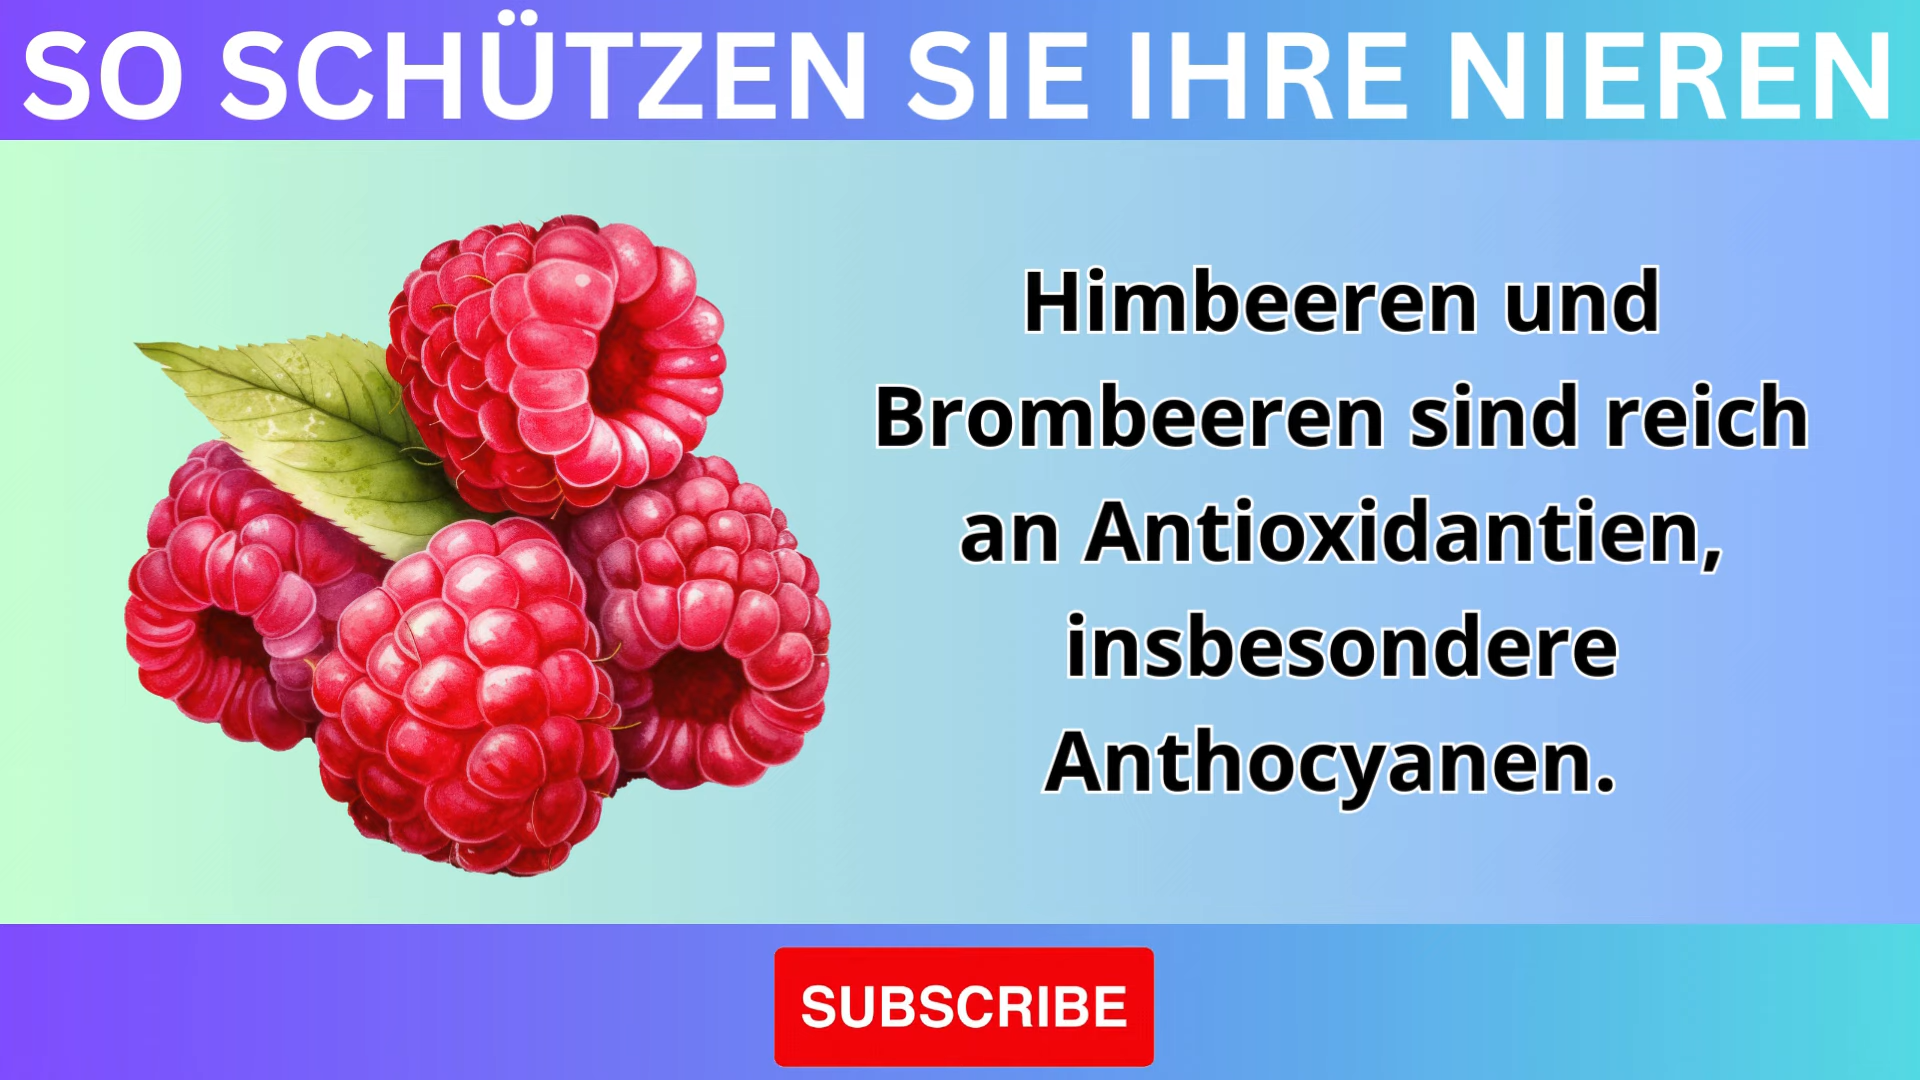 SO SCHÜTZEN SIE IHRE NIEREN
Himbeeren und
Brombeeren sind reich
an Antioxidantien,
insbesondere
Anthocyanen.
SUBSCRIBE